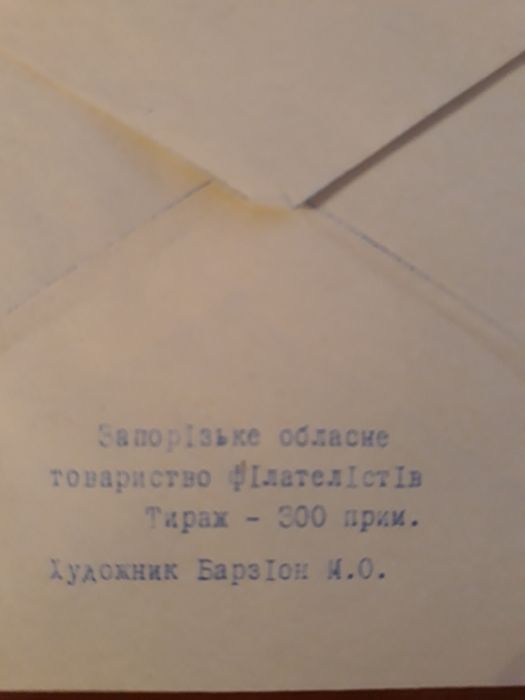 Запорізьке обласне
товариство фІлателІстІв
Тираж - 300 прим.
Художник БарзІон М.О.